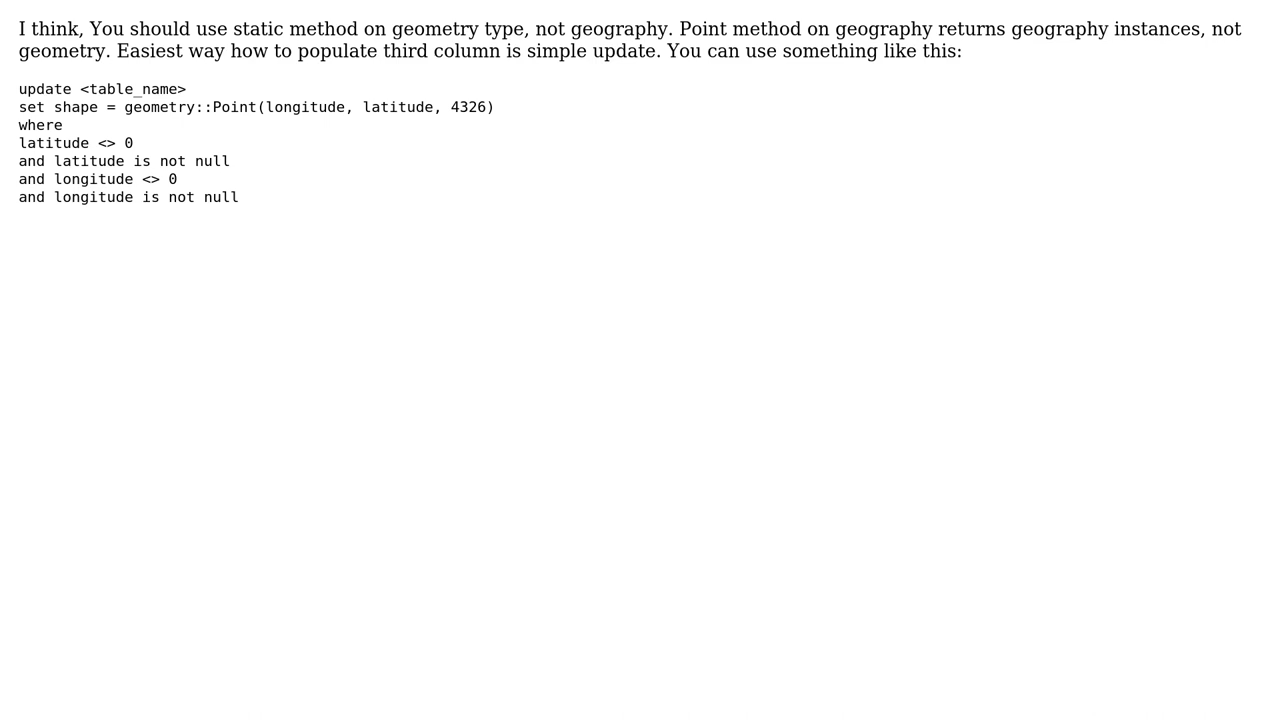 I think, You should use static method on geometry type, not geography. Point method on geography returns geography instances, not
geometry. Easiest way how to populate third column is simple update. You can use something like this:
update <table_name>
set shape = geometry::Point(longitude, latitude, 4326)
where
latitude <> 0
and latitude is not null
and longitude <> 0
and longitude is not null